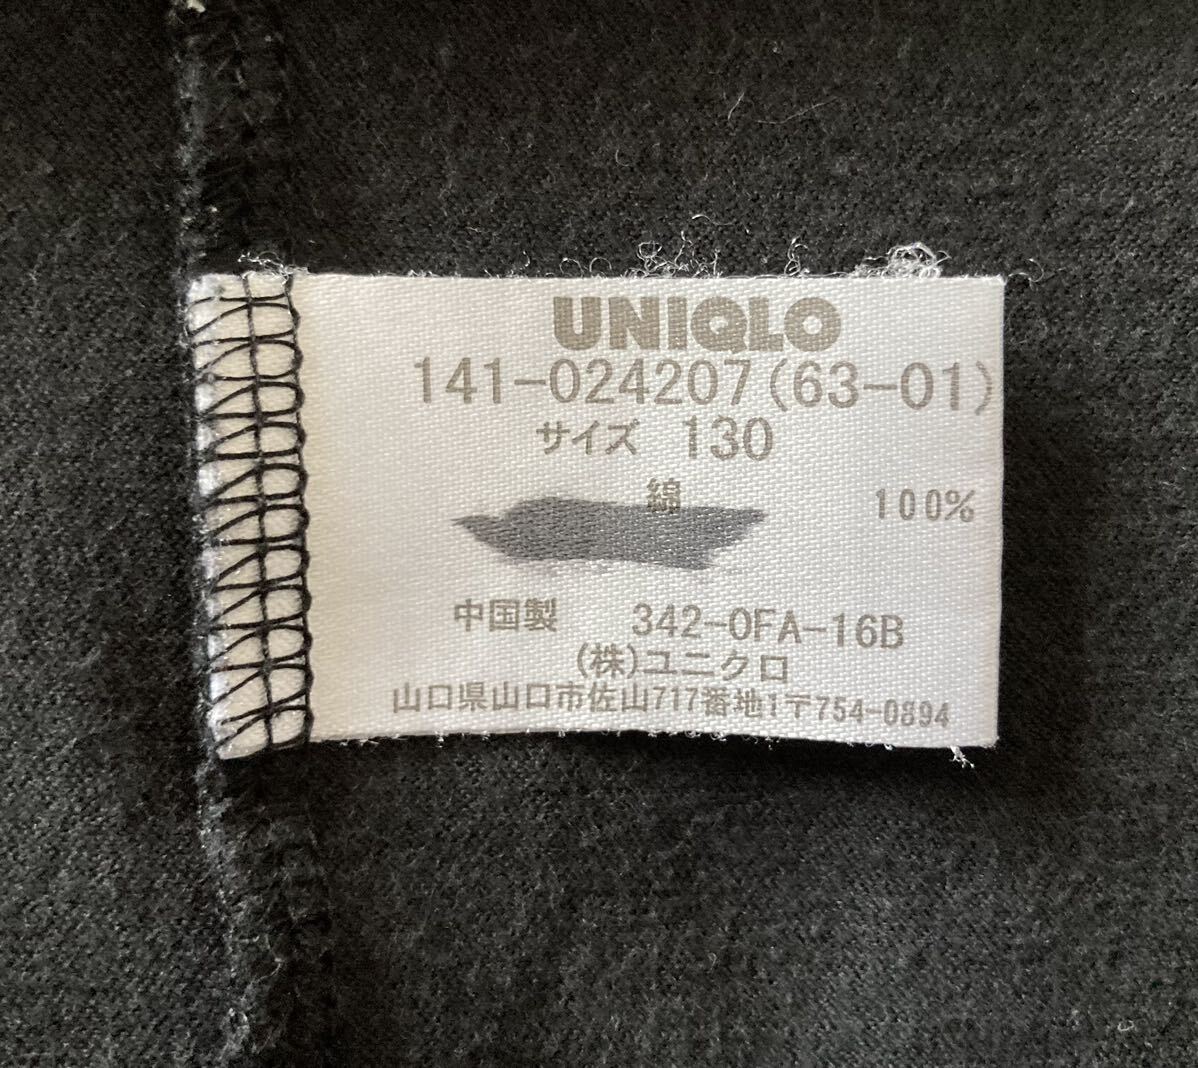 UNIQLO
141-024207(63-01)
サイズ 130
綿 100%
中国製 342-0FA-16B
(株)ユニクロ
山口県山口市佐山717番地1〒754-0894